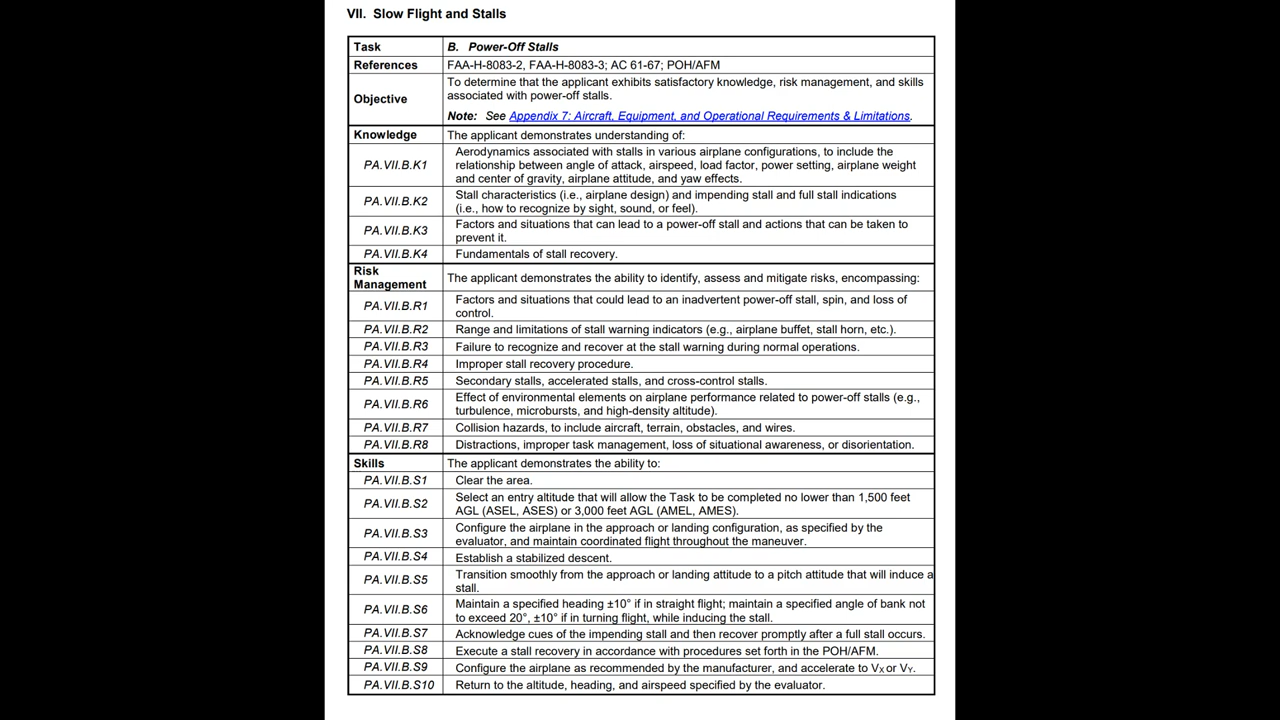 VII. Slow Flight and Stalls
Task B. Power-Off Stalls
References FAA-H-8083-2, FAA-H-8083-3; AC 61-67; POH/AFM
Objective To determine that the applicant exhibits satisfactory knowledge, risk management, and skills
associated with power-off stalls.
Note: See Appendix 7: Aircraft, Equipment, and Operational Requirements & Limitations.
Knowledge The applicant demonstrates understanding of:
PA.VII.B.K1 Aerodynamics associated with stalls in various airplane configurations, to include the
relationship between angle of attack, airspeed, load factor, power setting, airplane weight
and center of gravity, airplane attitude, and yaw effects.
PA.VII.B.K2 Stall characteristics (i.e., airplane design) and impending stall and full stall indications
(i.e., how to recognize by sight, sound, or feel).
PA.VII.B.K3 Factors and situations that can lead to a power-off stall and actions that can be taken to
prevent it.
PA.VII.B.K4 Fundamentals of stall recovery.
Risk
Management The applicant demonstrates the ability to identify, assess and mitigate risks, encompassing:
PA.VII.B.R1 Factors and situations that could lead to an inadvertent power-off stall, spin, and loss of
control.
PA.VII.B.R2 Range and limitations of stall warning indicators (e.g., airplane buffet, stall horn, etc.).
PA.VII.B.R3 Failure to recognize and recover at the stall warning during normal operations.
PA.VII.B.R4 Improper stall recovery procedure.
PA.VII.B.R5 Secondary stalls, accelerated stalls, and cross-control stalls.
PA.VII.B.R6 Effect of environmental elements on airplane performance related to power-off stalls (e.g.,
turbulence, microbursts, and high-density altitude).
PA.VII.B.R7 Collision hazards, to include aircraft, terrain, obstacles, and wires.
PA.VII.B.R8 Distractions, improper task management, loss of situational awareness, or disorientation.
Skills The applicant demonstrates the ability to:
PA.VII.B.S1 Clear the area.
PA.VII.B.S2 Select an entry altitude that will allow the Task to be completed no lower than 1,500 feet
AGL (ASEL, ASES) or 3,000 feet AGL (AMEL, AMES).
PA.VII.B.S3 Configure the airplane in the approach or landing configuration, as specified by the
evaluator, and maintain coordinated flight throughout the maneuver.
PA.VII.B.S4 Establish a stabilized descent.
PA.VII.B.S5 Transition smoothly from the approach or landing attitude to a pitch attitude that will induce a
stall.
PA.VII.B.S6 Maintain a specified heading ±10° if in straight flight; maintain a specified angle of bank not
to exceed 20°, ±10° if in turning flight, while inducing the stall.
PA.VII.B.S7 Acknowledge cues of the impending stall and then recover promptly after a full stall occurs.
PA.VII.B.S8 Execute a stall recovery in accordance with procedures set forth in the POH/AFM.
PA.VII.B.S9 Configure the airplane as recommended by the manufacturer, and accelerate to VX or VY.
PA.VII.B.S10 Return to the altitude, heading, and airspeed specified by the evaluator.